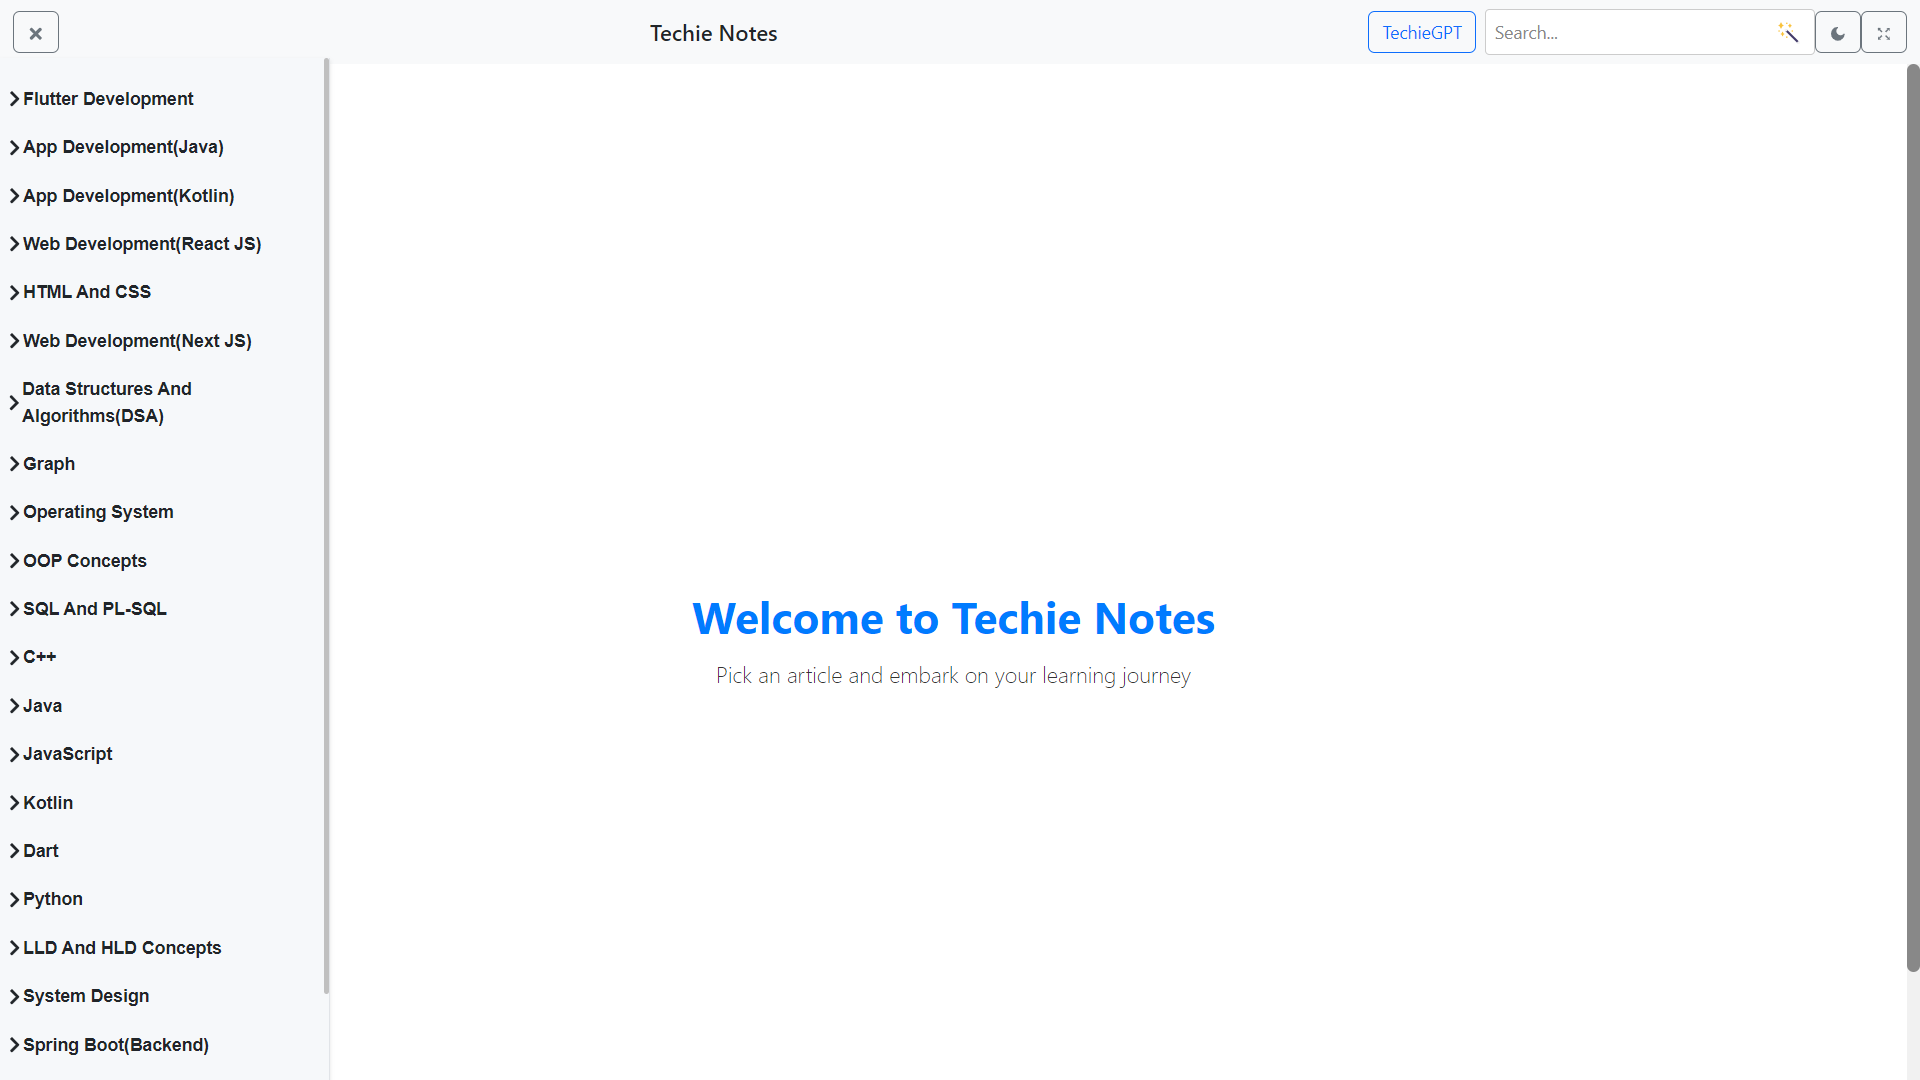 Techie Notes
TechieGPT
Search...
Flutter Development
App Development(Java)
App Development(Kotlin)
Web Development(React JS)
HTML And CSS
Web Development(Next JS)
Data Structures And
Algorithms(DSA)
Graph
Operating System
OOP Concepts
SQL And PL-SQL
C++
Java
JavaScript
Kotlin
Dart
Python
LLD And HLD Concepts
System Design
Spring Boot(Backend)
Welcome to Techie Notes
Pick an article and embark on your learning journey